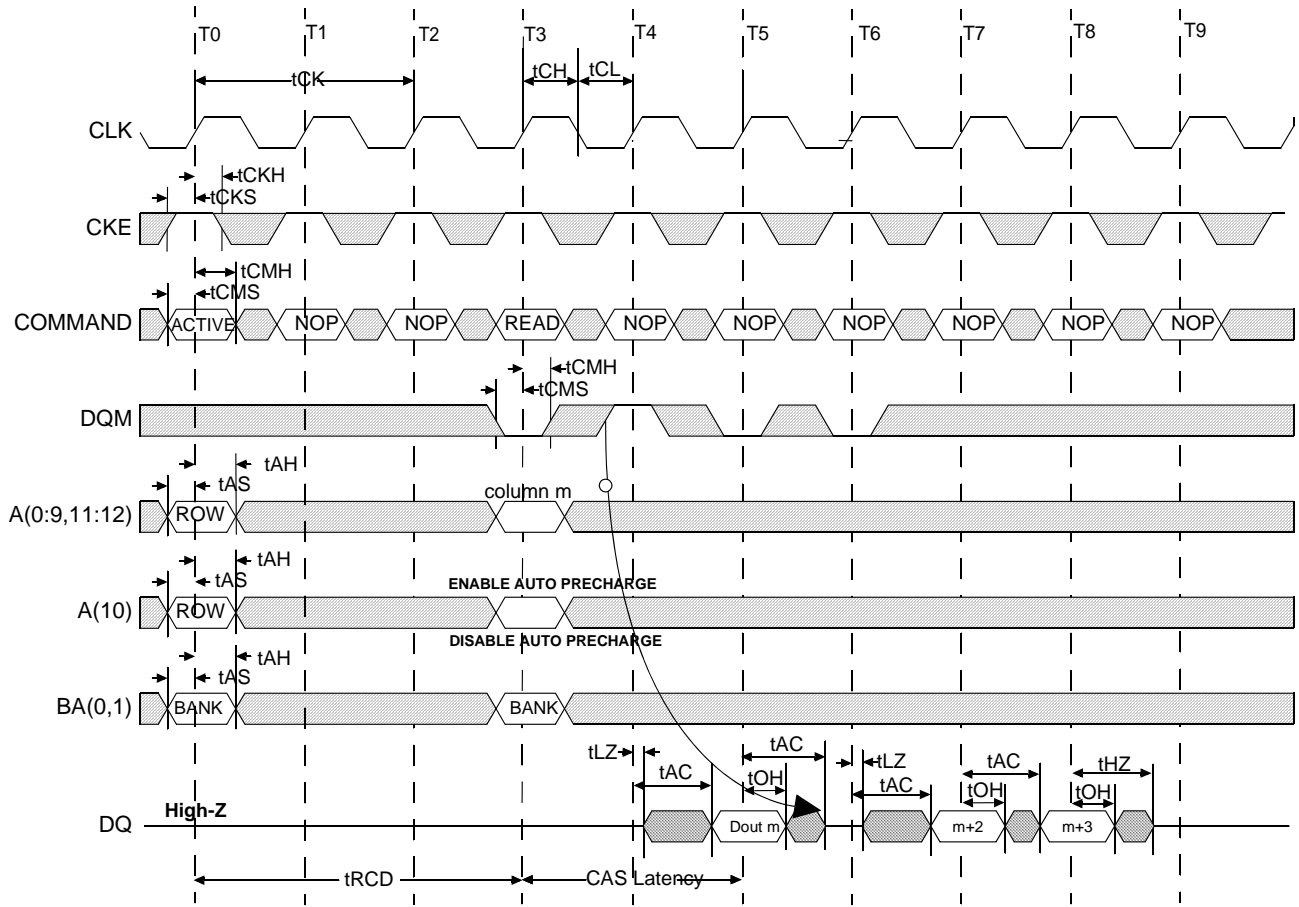 T0 T1 T2 T3 T4 T5 T6 T7 T8 T9
tCK tCH tCL
CLK
tCKH
tCKS
CKE
tCMH
tCMS
COMMAND ACTIVE NOP NOP READ NOP NOP NOP NOP NOP NOP
tCMH
tCMS
DQM
tAH
tAS
column m
A(0:9,11:12) ROW
tAH
tAS
ENABLE AUTO PRECHARGE
A(10) ROW
DISABLE AUTO PRECHARGE
tAH
tAS
BA(0,1) BANK BANK
tLZ tAC tLZ tAC tHZ
tAC tOH tAC tOH tOH
High-Z
DQ Dout m m+2 m+3
tRCD CAS Latency